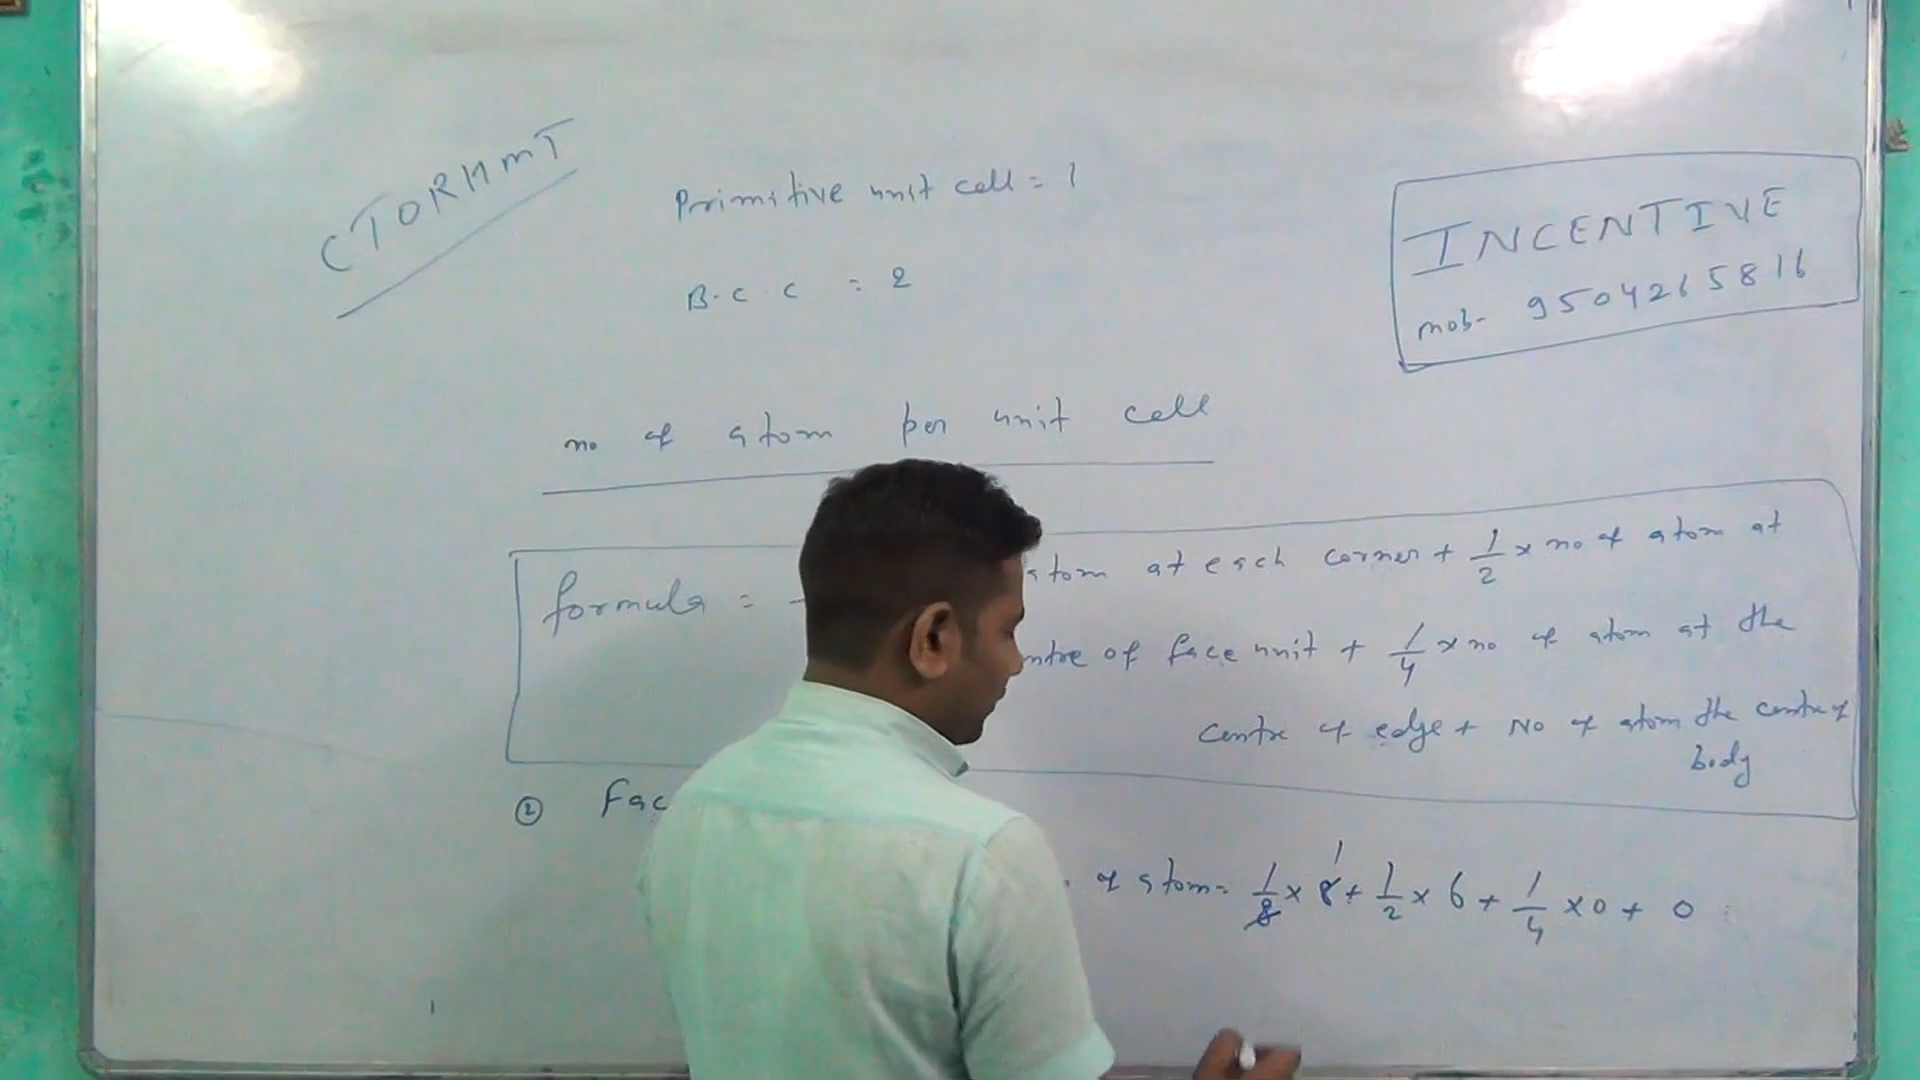 CTORHMT
Primitive unit cell = 1
B.C.C = 2
INCENTIVE
mob- 9504265816
no of atom per unit cell
formula = atom at each corner + 1/2 x no of atom at
ntre of face unit + 1/4 x no of atom at the
centre of edge + No of atom the centre of
body
② Fac
of atom = 1/8 x 8 + 1/2 x 6 + 1/4 x 0 + 0
1